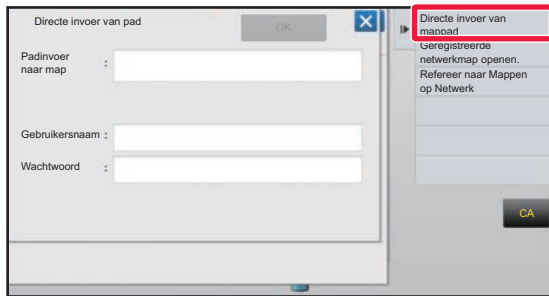 Directe invoer van pad
OK
Padinvoer
naar map :
Gebruikersnaam :
Wachtwoord :
Directe invoer van
mappad
Geregistreerde
netwerkmap openen.
Refereer naar Mappen
op Netwerk
CA